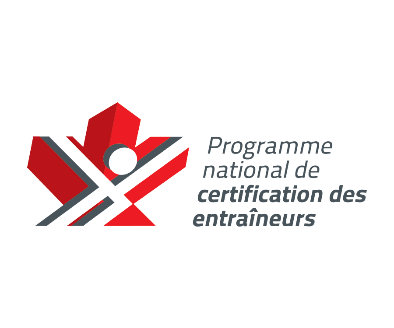 Programme
national de
certification des
entraîneurs